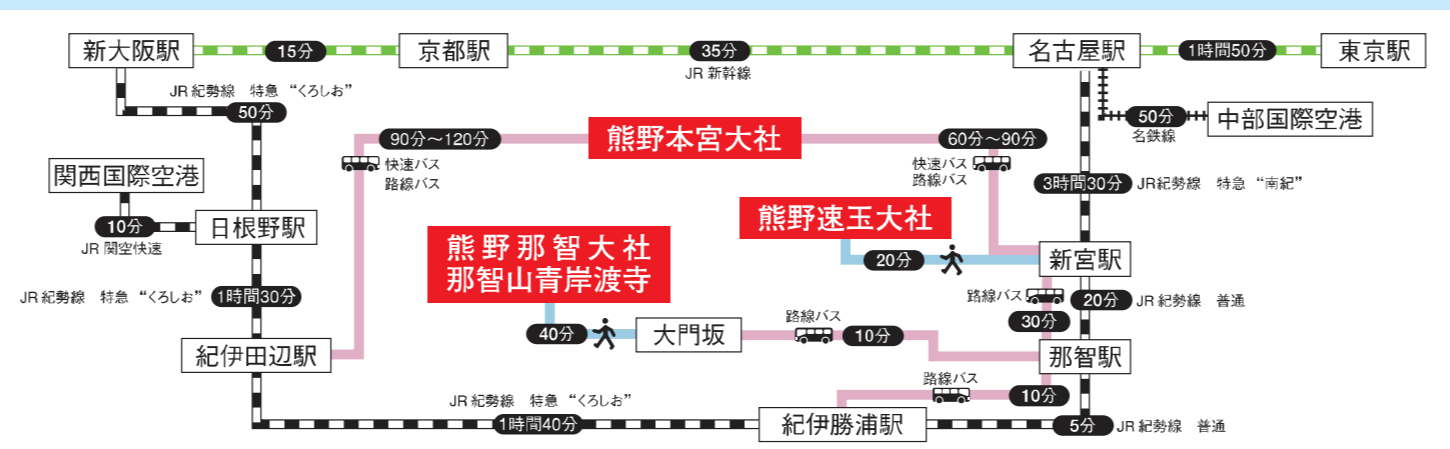 新大阪駅
15分
京都駅
35分
JR 新幹線
名古屋駅
1時間50分
東京駅
JR 紀勢線 特急 “くろしお”
50分
50分
名鉄線
中部国際空港
90分～120分
快速バス
路線バス
熊野本宮大社
60分～90分
快速バス
路線バス
関西国際空港
10分
JR 関空快速
日根野駅
3時間30分
JR紀勢線 特急 “南紀”
熊野速玉大社
20分
新宮駅
熊野那智大社
那智山青岸渡寺
40分
大門坂
路線バス
10分
路線バス
30分
20分
JR 紀勢線 普通
那智駅
JR 紀勢線 特急 “くろしお”
1時間30分
紀伊田辺駅
JR 紀勢線 特急 “くろしお”
1時間40分
紀伊勝浦駅
路線バス
10分
5分
JR 紀勢線 普通